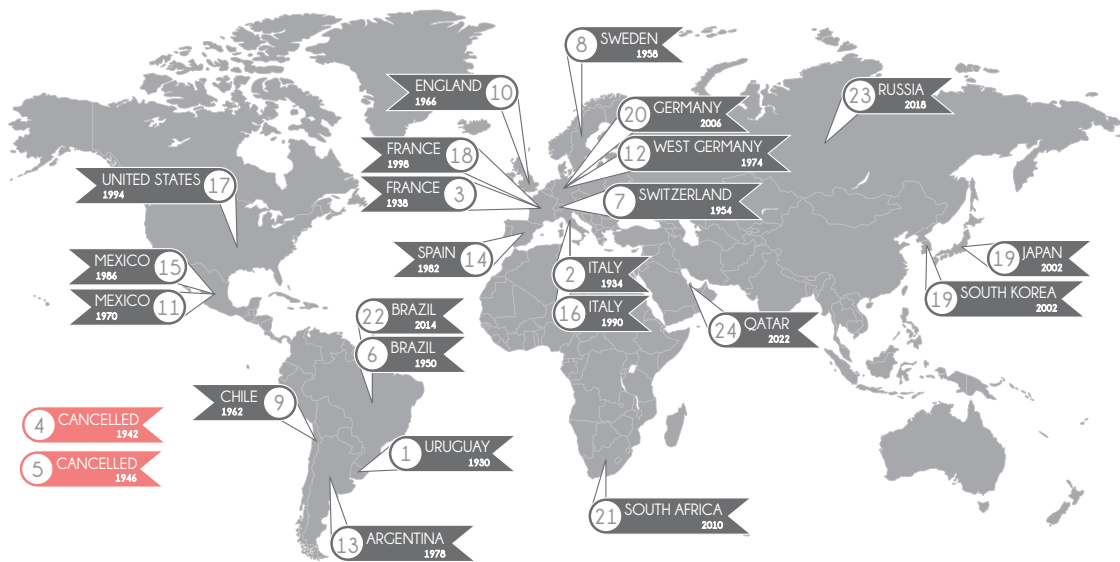 8
SWEDEN
1958
ENGLAND
1966
10
23
RUSSIA
2018
20
GERMANY
2006
FRANCE
1998
18
12
WEST GERMANY
1974
UNITED STATES
1994
17
FRANCE
1938
3
7
SWITZERLAND
1954
MEXICO
1986
15
SPAIN
1982
14
2
ITALY
1934
19
JAPAN
2002
MEXICO
1970
11
19
SOUTH KOREA
2002
22
BRAZIL
2014
16
ITALY
1990
24
QATAR
2022
6
BRAZIL
1950
CHILE
1962
9
4
CANCELLED
1942
1
URUGUAY
1930
5
CANCELLED
1946
21
SOUTH AFRICA
2010
13
ARGENTINA
1978